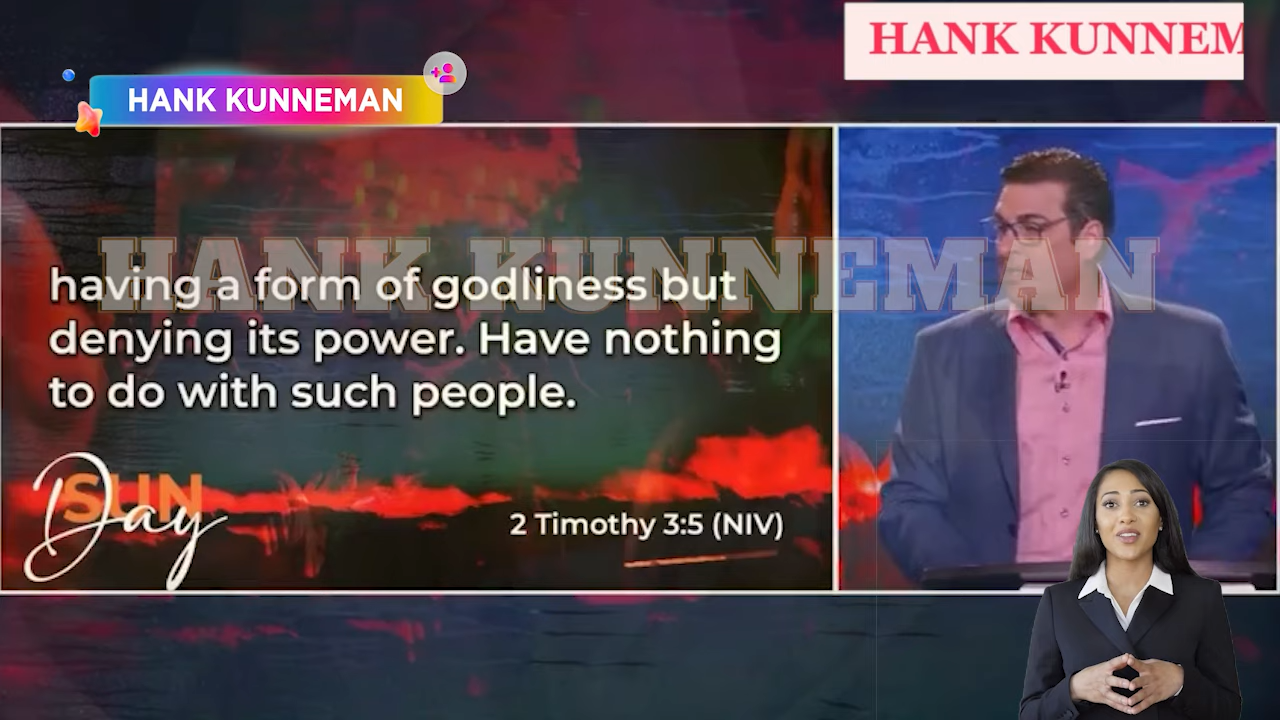 HANK KUNNEM
HANK KUNNEMAN
HANK KUNNEMAN
having a form of godliness but
denying its power. Have nothing
to do with such people.
SUN
Day
2 Timothy 3:5 (NIV)